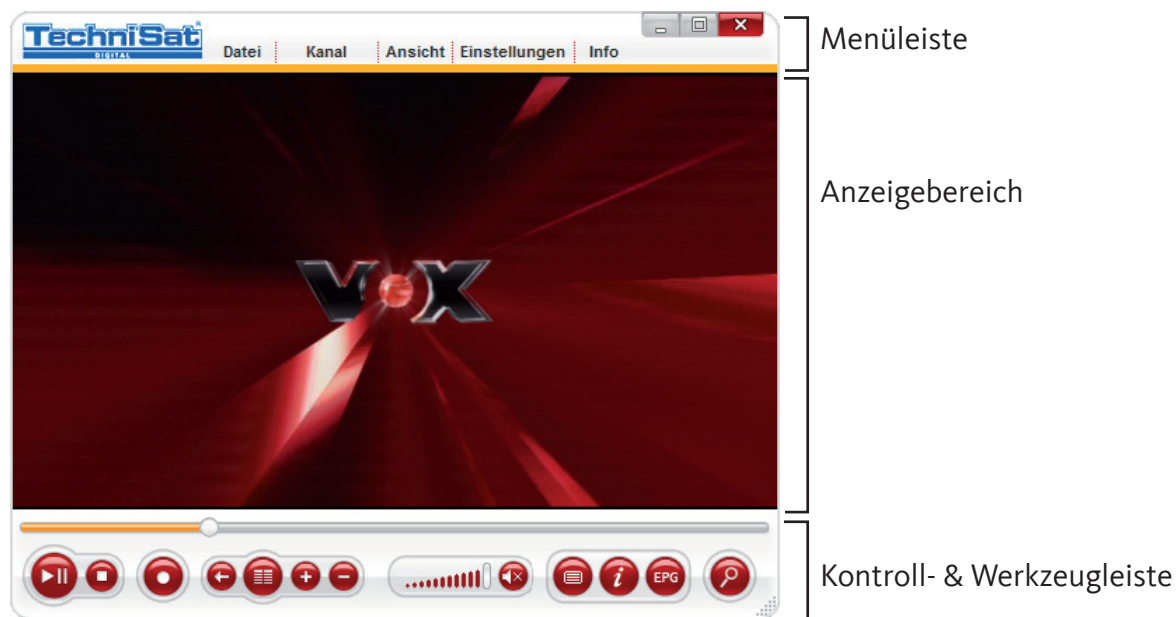 TechniSat
DIGITAL
Datei Kanal Ansicht Einstellungen Info
Menüleiste
VOX
Anzeigebereich
i EPG
Kontroll- & Werkzeugleiste